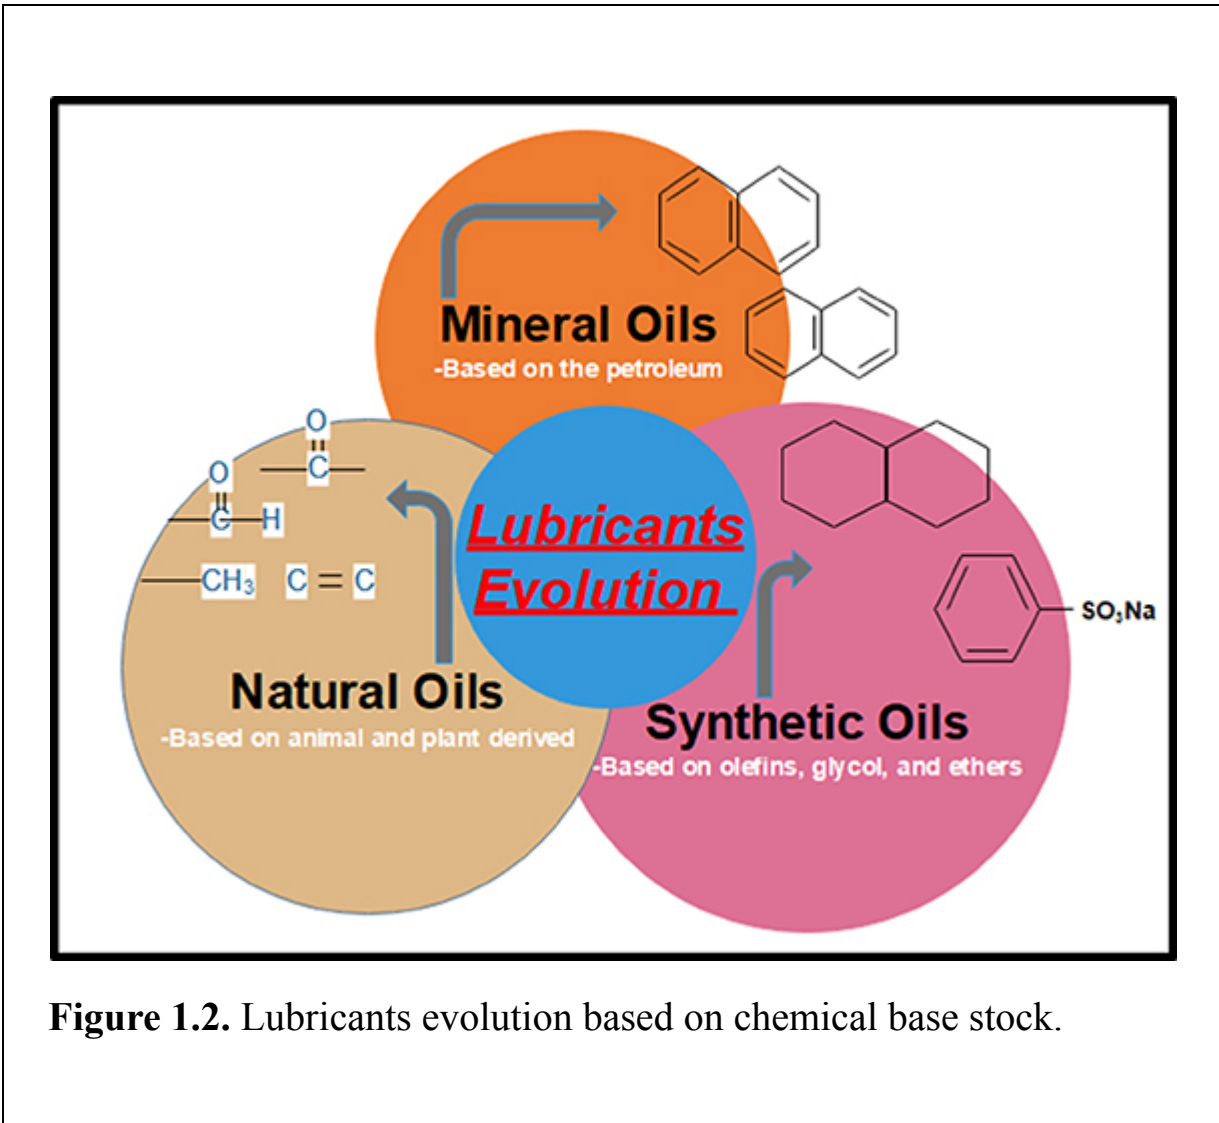 Mineral Oils
-Based on the petroleum
O
C
O
C H
CH₃ C = C
Lubricants
Evolution
SO₃Na
Natural Oils
-Based on animal and plant derived
Synthetic Oils
-Based on olefins, glycol, and ethers
Figure 1.2. Lubricants evolution based on chemical base stock.